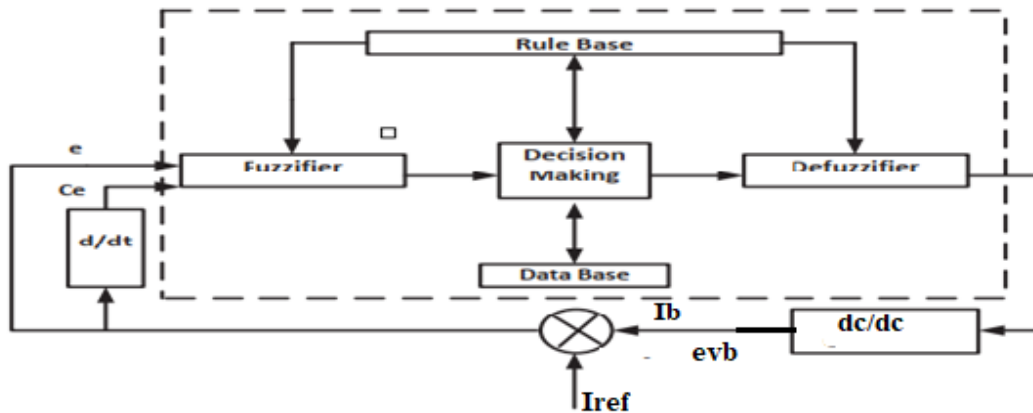 Rule Base
e
Fuzzifier
Decision
Making
Defuzzifier
Ce
d/dt
Data Base
Ib
dc/dc
evb
Iref